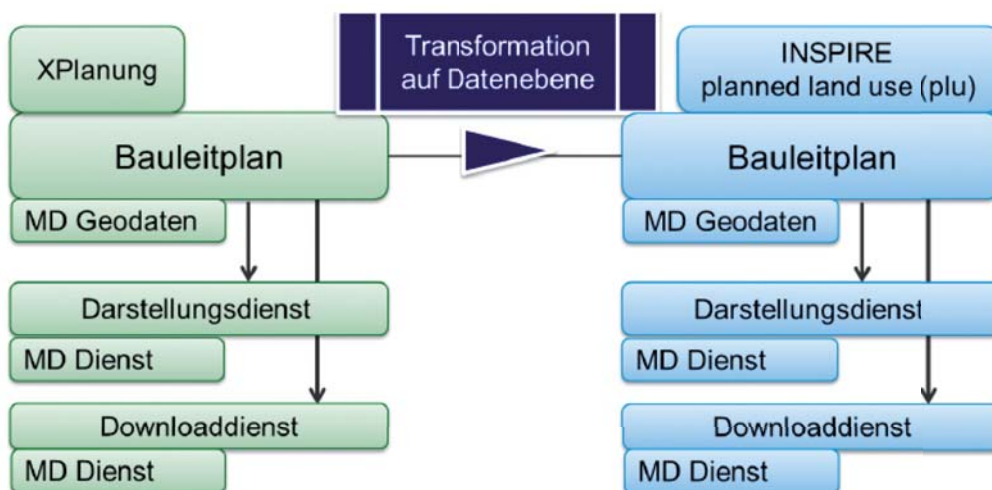 XPlanung
Transformation
auf Datenebene
INSPIRE
planned land use (plu)
Bauleitplan
Bauleitplan
MD Geodaten
MD Geodaten
Darstellungsdienst
Darstellungsdienst
MD Dienst
MD Dienst
Downloaddienst
Downloaddienst
MD Dienst
MD Dienst